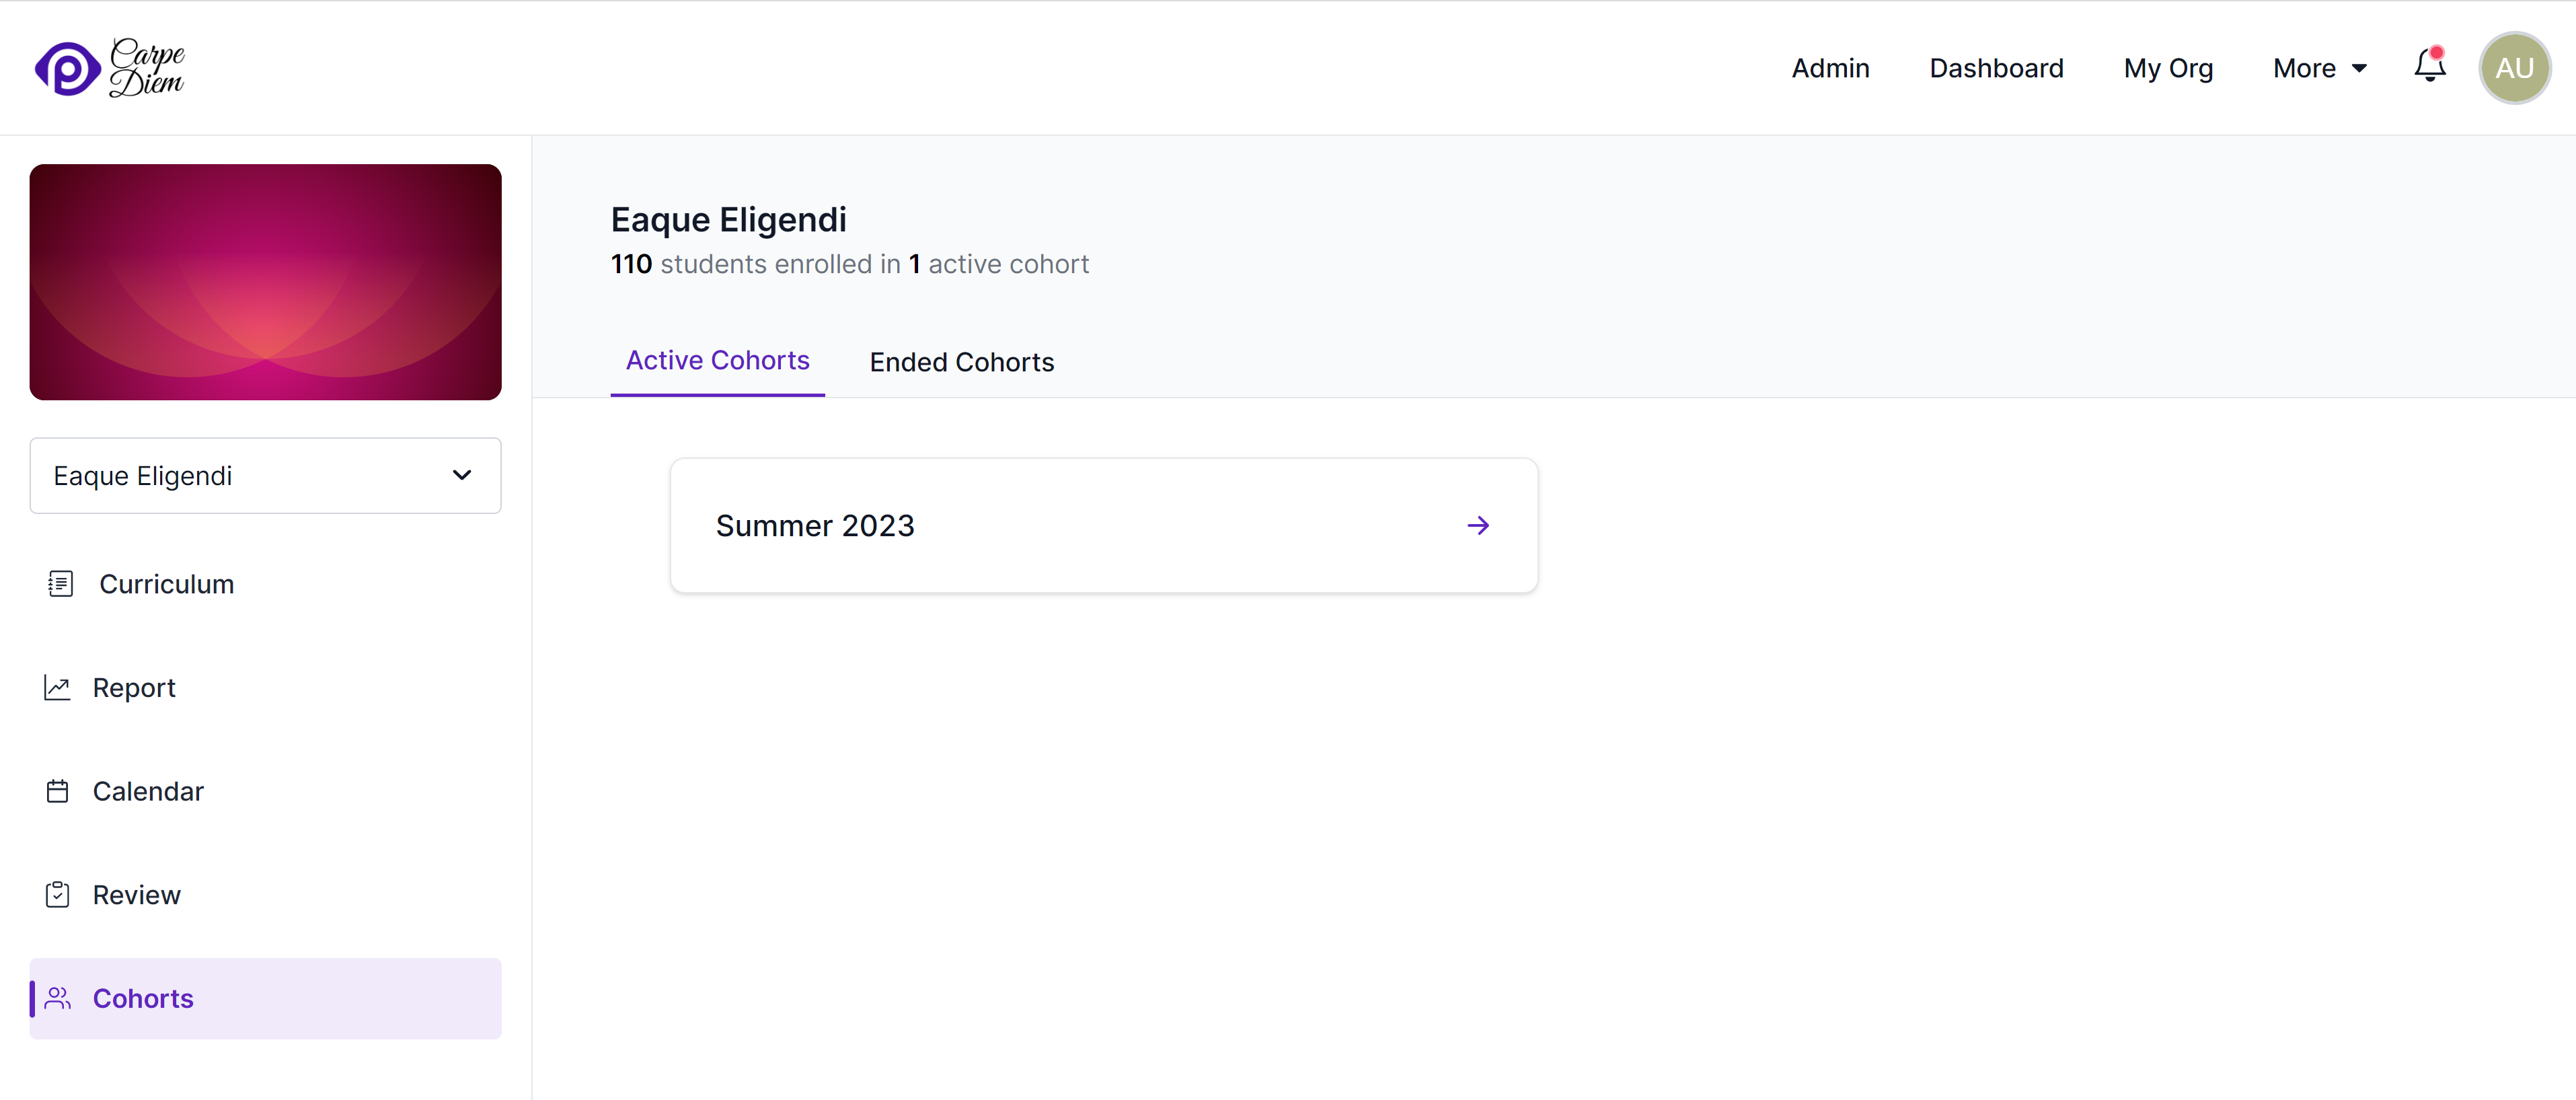 Carpe
Diem
Admin
Dashboard
My Org
More
AU
Eaque Eligendi
Curriculum
Report
Calendar
Review
Cohorts
Eaque Eligendi
110 students enrolled in 1 active cohort
Active Cohorts
Ended Cohorts
Summer 2023